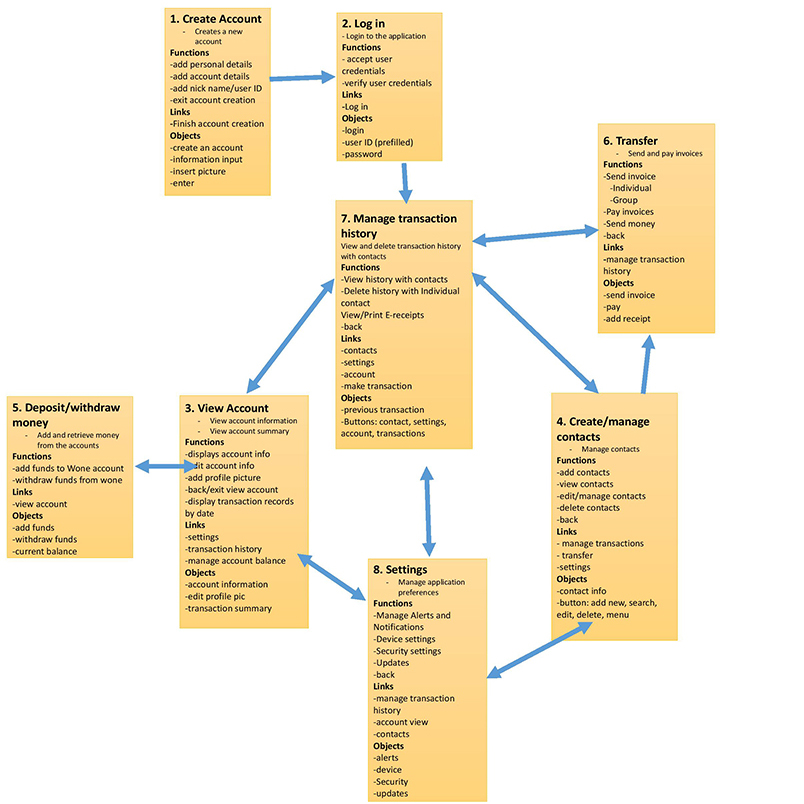 1. Create Account
- Creates a new
account
Functions
-add personal details
-add account details
-add nick name/user ID
-exit account creation
Links
-Finish account creation
Objects
-create an account
-information input
-insert picture
-enter
2. Log in
- Login to the application
Functions
- accept user
credentials
-verify user credentials
Links
-Log in
Objects
-login
-user ID (prefilled)
-password
6. Transfer
- Send and pay invoices
Functions
-Send invoice
-Individual
-Group
-Pay invoices
-Send money
-back
Links
-manage transaction
history
Objects
-send invoice
-pay
-add receipt
7. Manage transaction
history
View and delete transaction history
with contacts
Functions
-View history with contacts
-Delete history with Individual
contact
View/Print E-receipts
-back
Links
-contacts
-settings
-account
-make transaction
Objects
-previous transaction
-Buttons: contact, settings,
account, transactions
5. Deposit/withdraw
money
- Add and retrieve money
from the accounts
Functions
-add funds to Wone account
-withdraw funds from wone
Links
-view account
Objects
-add funds
-withdraw funds
-current balance
3. View Account
- View account information
- View account summary
Functions
-displays account info
-edit account info
-add profile picture
-back/exit view account
-display transaction records
by date
Links
-settings
-transaction history
-manage account balance
Objects
-account information
-edit profile pic
-transaction summary
4. Create/manage
contacts
- Manage contacts
Functions
-add contacts
-view contacts
-edit/manage contacts
-delete contacts
-back
Links
- manage transactions
- transfer
-settings
Objects
-contact info
-button: add new, search,
edit, delete, menu
8. Settings
- Manage application
preferences
Functions
-Manage Alerts and
Notifications
-Device settings
-Security settings
-Updates
-back
Links
-manage transaction
history
-account view
-contacts
Objects
-alerts
-device
-Security
-updates